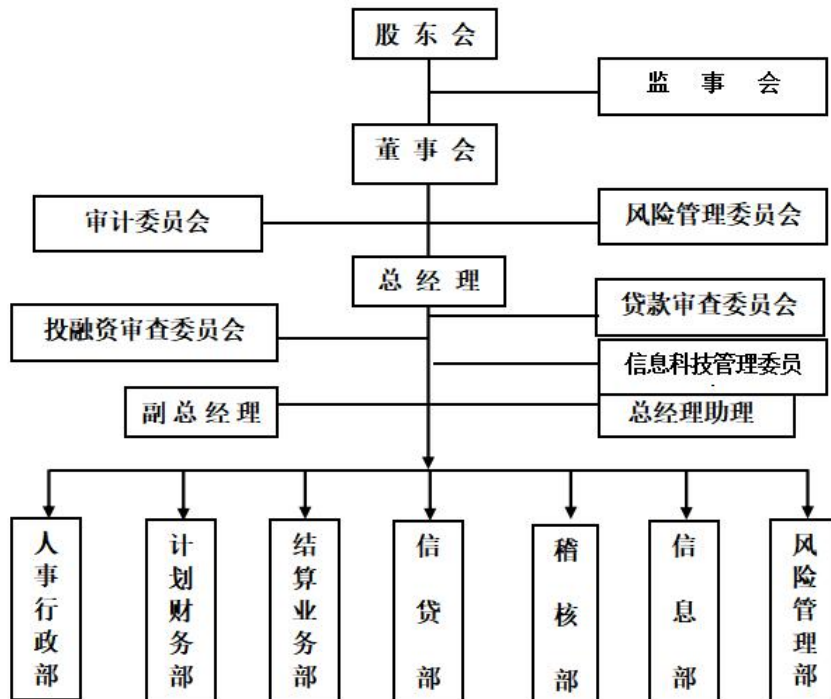 股东会
监事会
董事会
审计委员会
风险管理委员会
总经理
贷款审查委员会
投融资审查委员会
信息科技管理委员
副总经理
总经理助理
人事行政部
计划财务部
结算业务部
信贷部
稽核部
信息部
风险管理部